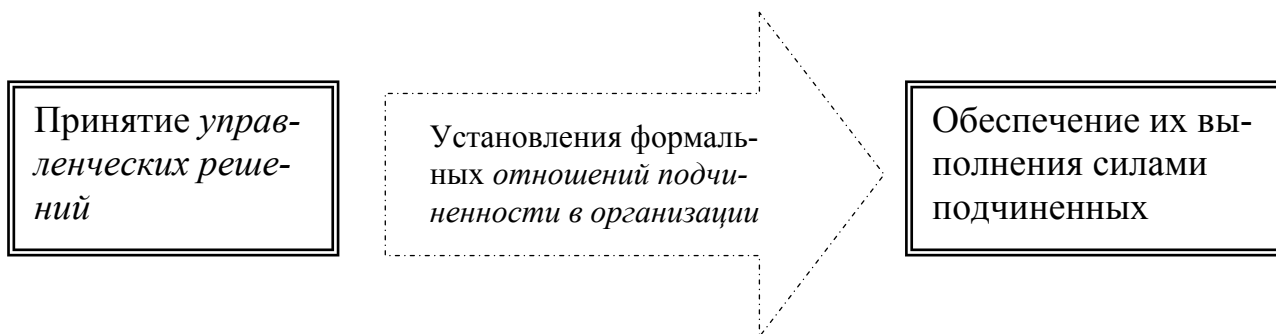 Принятие управ-
ленческих реше-
ний
Установления формаль-
ных отношений подчи-
ненности в организации
Обеспечение их вы-
полнения силами
подчиненных